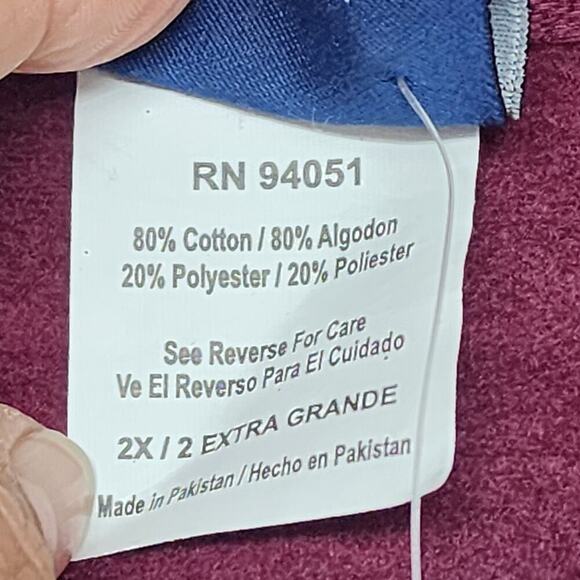 RN 94051
80% Cotton / 80% Algodon
20% Polyester / 20% Poliester
See Reverse For Care
Ve El Reverso Para El Cuidado
2X / 2 EXTRA GRANDE
Made in Pakistan / Hecho en Pakistan